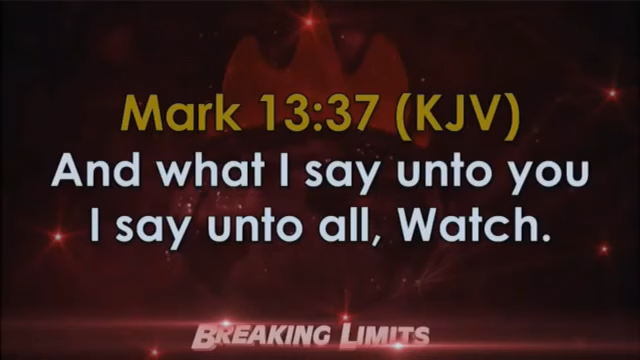 Mark 13:37 (KJV)
And what I say unto you
I say unto all, Watch.
BREAKING LIMITS